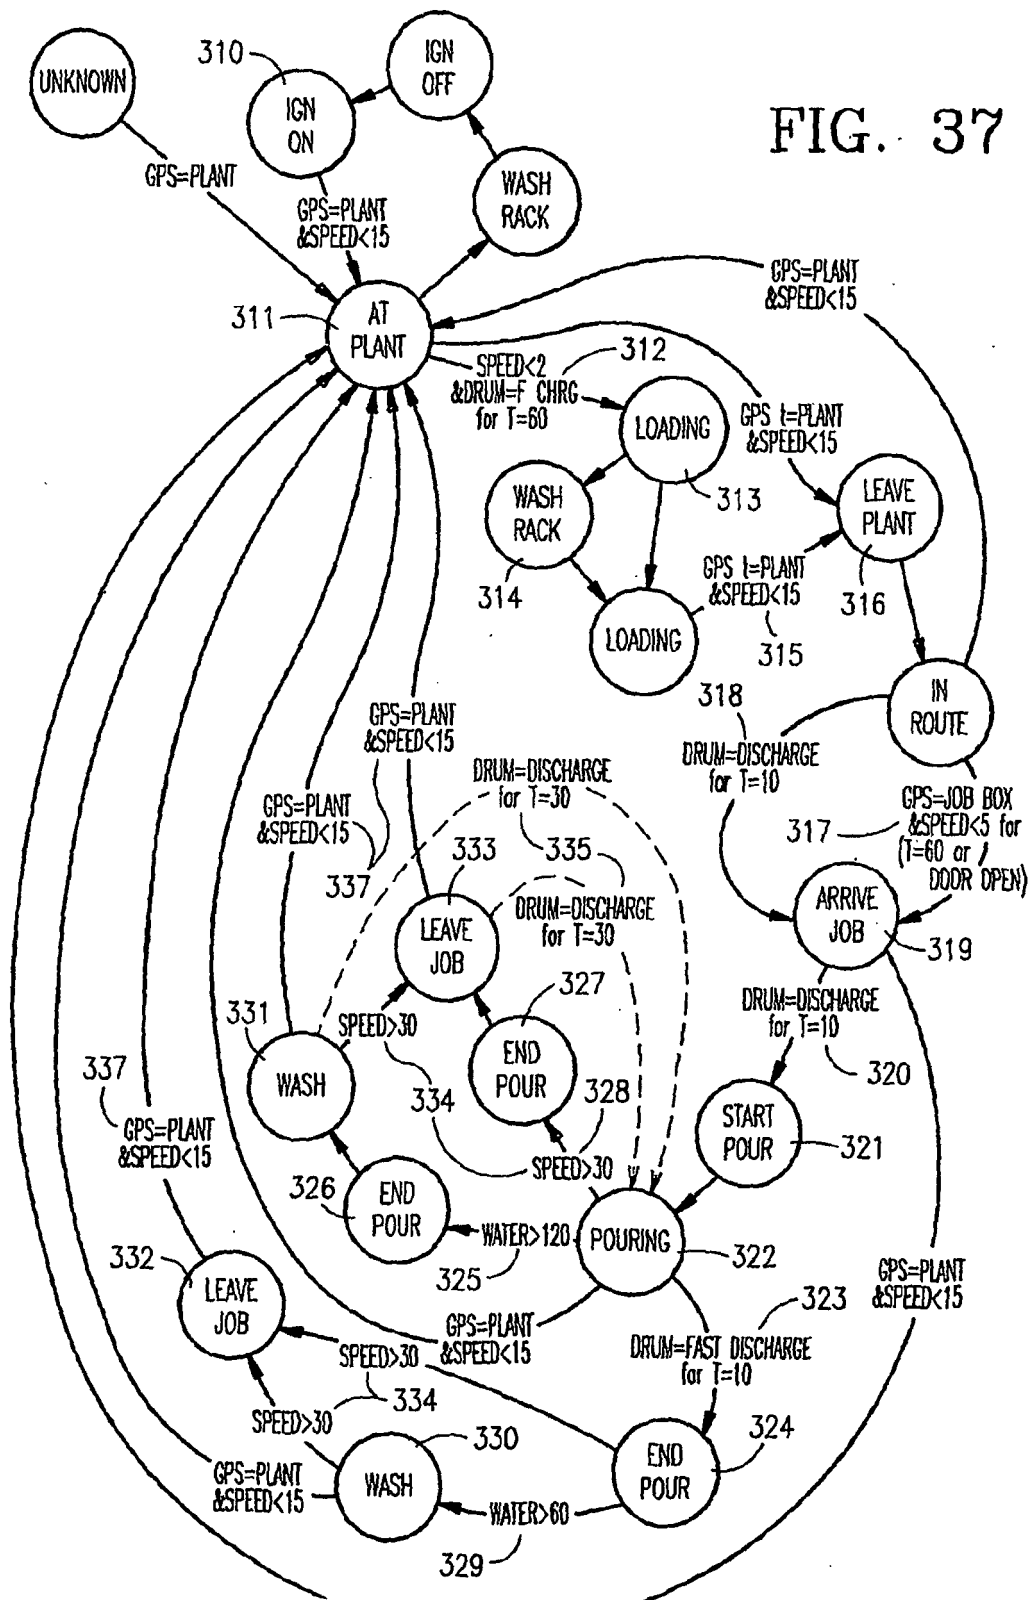 FIG. 37
UNKNOWN
310
IGN
ON
IGN
OFF
WASH
RACK
GPS=PLANT
GPS=PLANT
&SPEED<15
GPS=PLANT
&SPEED<15
311
AT
PLANT
312
SPEED<2
&DRUM=F CHRG
for T=60
LOADING
313
GPS !=PLANT
&SPEED<15
WASH
RACK
314
LEAVE
PLANT
316
GPS !=PLANT
&SPEED<15
315
LOADING
IN
ROUTE
318
DRUM=DISCHARGE
for T=10
GPS=PLANT
&SPEED<15
DRUM=DISCHARGE
for T=30
GPS=PLANT
&SPEED<15
337
317
GPS=JOB BOX
&SPEED<5 for
(T=60 or
DOOR OPEN)
333
335
LEAVE
JOB
DRUM=DISCHARGE
for T=30
ARRIVE
JOB
319
327
331
SPEED>30
DRUM=DISCHARGE
for T=10
320
WASH
END
POUR
337
334
328
START
POUR
321
GPS=PLANT
&SPEED<15
SPEED>30
326
END
POUR
WATER>120
325
POURING
322
332
LEAVE
JOB
GPS=PLANT
&SPEED<15
323
GPS=PLANT
&SPEED<15
DRUM=FAST DISCHARGE
for T=10
SPEED>30
334
SPEED>30
330
324
END
POUR
GPS=PLANT
&SPEED<15
WASH
WATER>60
329